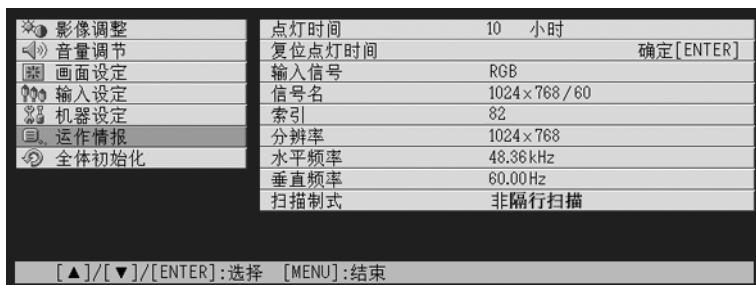 影像调整
音量调节
画面设定
输入设定
机器设定
运作情报
全体初始化
点灯时间 10 小时
复位点灯时间 确定[ENTER]
输入信号 RGB
信号名 1024×768/60
索引 82
分辨率 1024×768
水平频率 48.36kHz
垂直频率 60.00Hz
扫描制式 非隔行扫描
[▲]/[▼]/[ENTER]:选择 [MENU]:结束